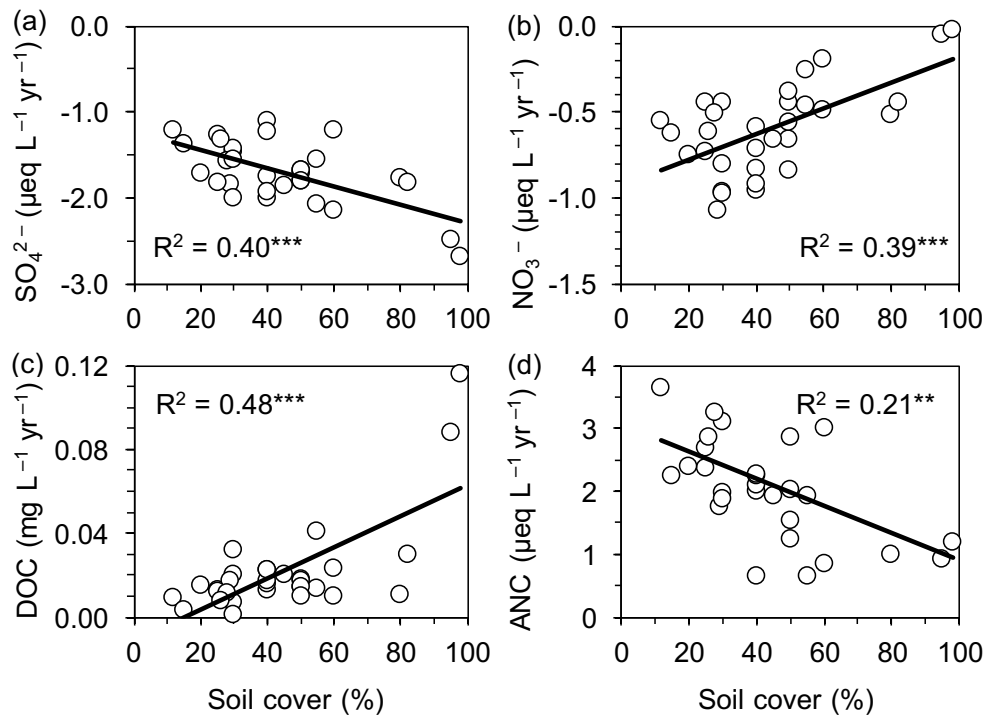 (a)
SO₄²⁻ (µeq L⁻¹ yr⁻¹)
0.0
-1.0
-2.0
-3.0
R² = 0.40***
0 20 40 60 80 100
(b)
NO₃⁻ (µeq L⁻¹ yr⁻¹)
0.0
-0.5
-1.0
-1.5
R² = 0.39***
0 20 40 60 80 100
(c)
DOC (mg L⁻¹ yr⁻¹)
0.12
0.08
0.04
0.00
R² = 0.48***
0 20 40 60 80 100
Soil cover (%)
(d)
ANC (µeq L⁻¹ yr⁻¹)
4
3
2
1
0
R² = 0.21**
0 20 40 60 80 100
Soil cover (%)